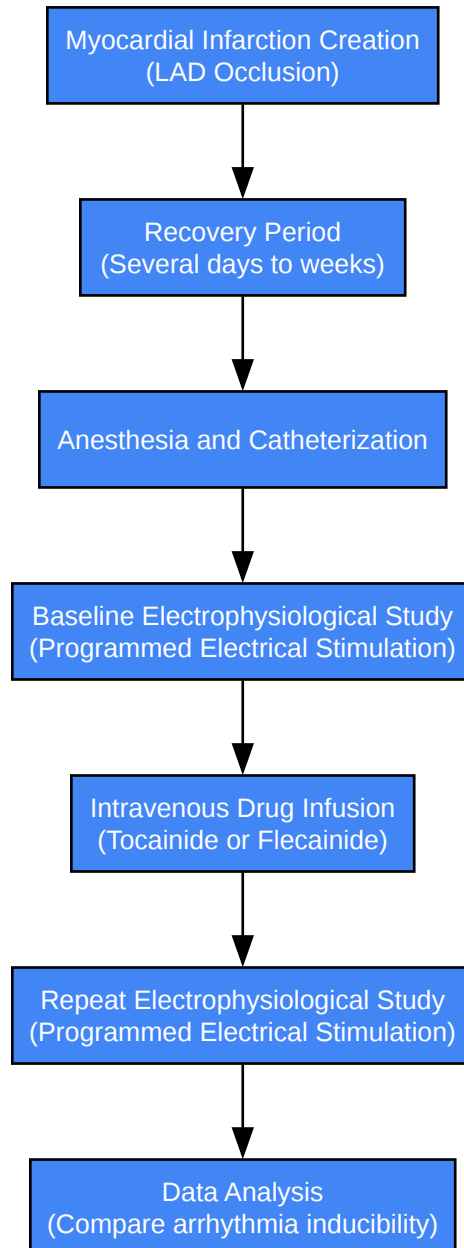 Myocardial Infarction Creation
(LAD Occlusion)
Recovery Period
(Several days to weeks)
Anesthesia and Catheterization
Baseline Electrophysiological Study
(Programmed Electrical Stimulation)
Intravenous Drug Infusion
(Tocainide or Flecainide)
Repeat Electrophysiological Study
(Programmed Electrical Stimulation)
Data Analysis
(Compare arrhythmia inducibility)